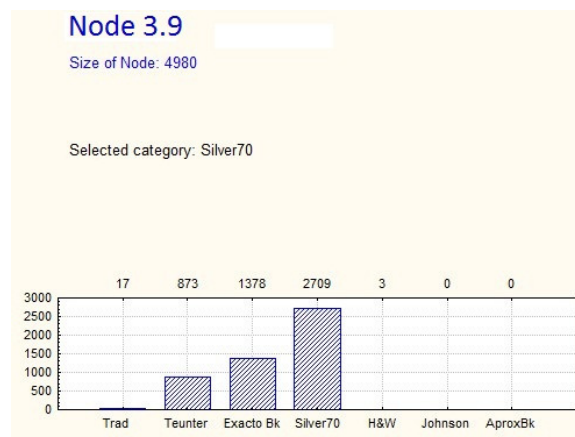 Node 3.9
Size of Node: 4980
Selected category: Silver70
17 873 1378 2709 3 0 0
3000
2500
2000
1500
1000
500
0
Trad Teunter Exacto Bk Silver70 H&W Johnson AproxBk